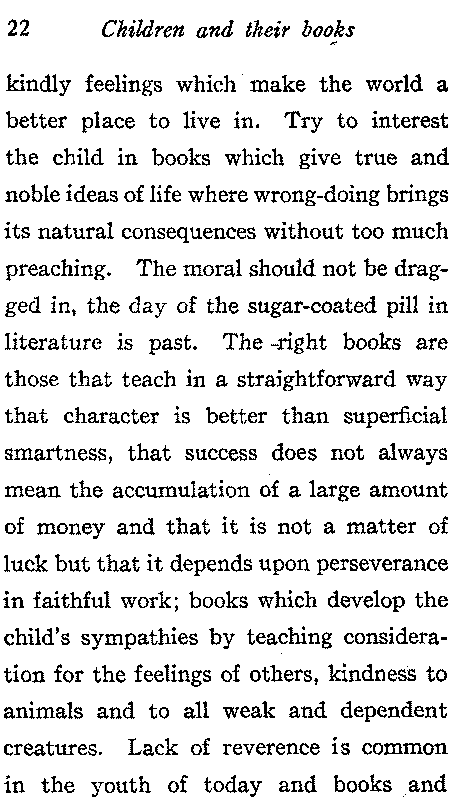 22 Children and their books
kindly feelings which make the world a
better place to live in. Try to interest
the child in books which give true and
noble ideas of life where wrong-doing brings
its natural consequences without too much
preaching. The moral should not be drag-
ged in, the day of the sugar-coated pill in
literature is past. The right books are
those that teach in a straightforward way
that character is better than superficial
smartness, that success does not always
mean the accumulation of a large amount
of money and that it is not a matter of
luck but that it depends upon perseverance
in faithful work; books which develop the
child's sympathies by teaching considera-
tion for the feelings of others, kindness to
animals and to all weak and dependent
creatures. Lack of reverence is common
in the youth of today and books and